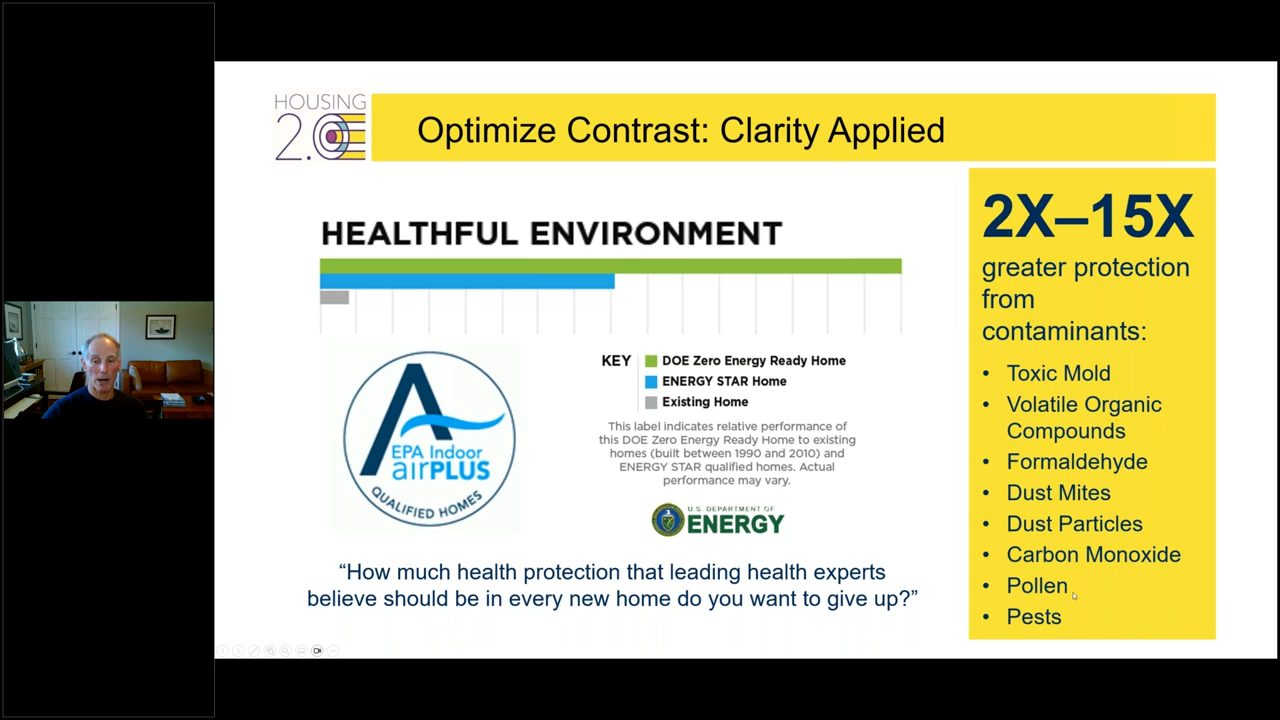 HOUSING
2.0
Optimize Contrast: Clarity Applied
HEALTHFUL ENVIRONMENT
KEY
DOE Zero Energy Ready Home
ENERGY STAR Home
Existing Home
This label indicates relative performance of
this DOE Zero Energy Ready Home to existing
homes (built between 1990 and 2010) and
ENERGY STAR qualified homes. Actual
performance may vary.
EPA Indoor
airPLUS
QUALIFIED HOMES
U.S. DEPARTMENT OF
ENERGY
“How much health protection that leading health experts
believe should be in every new home do you want to give up?”
2X–15X
greater protection
from
contaminants:
• Toxic Mold
• Volatile Organic
Compounds
• Formaldehyde
• Dust Mites
• Dust Particles
• Carbon Monoxide
• Pollen
• Pests